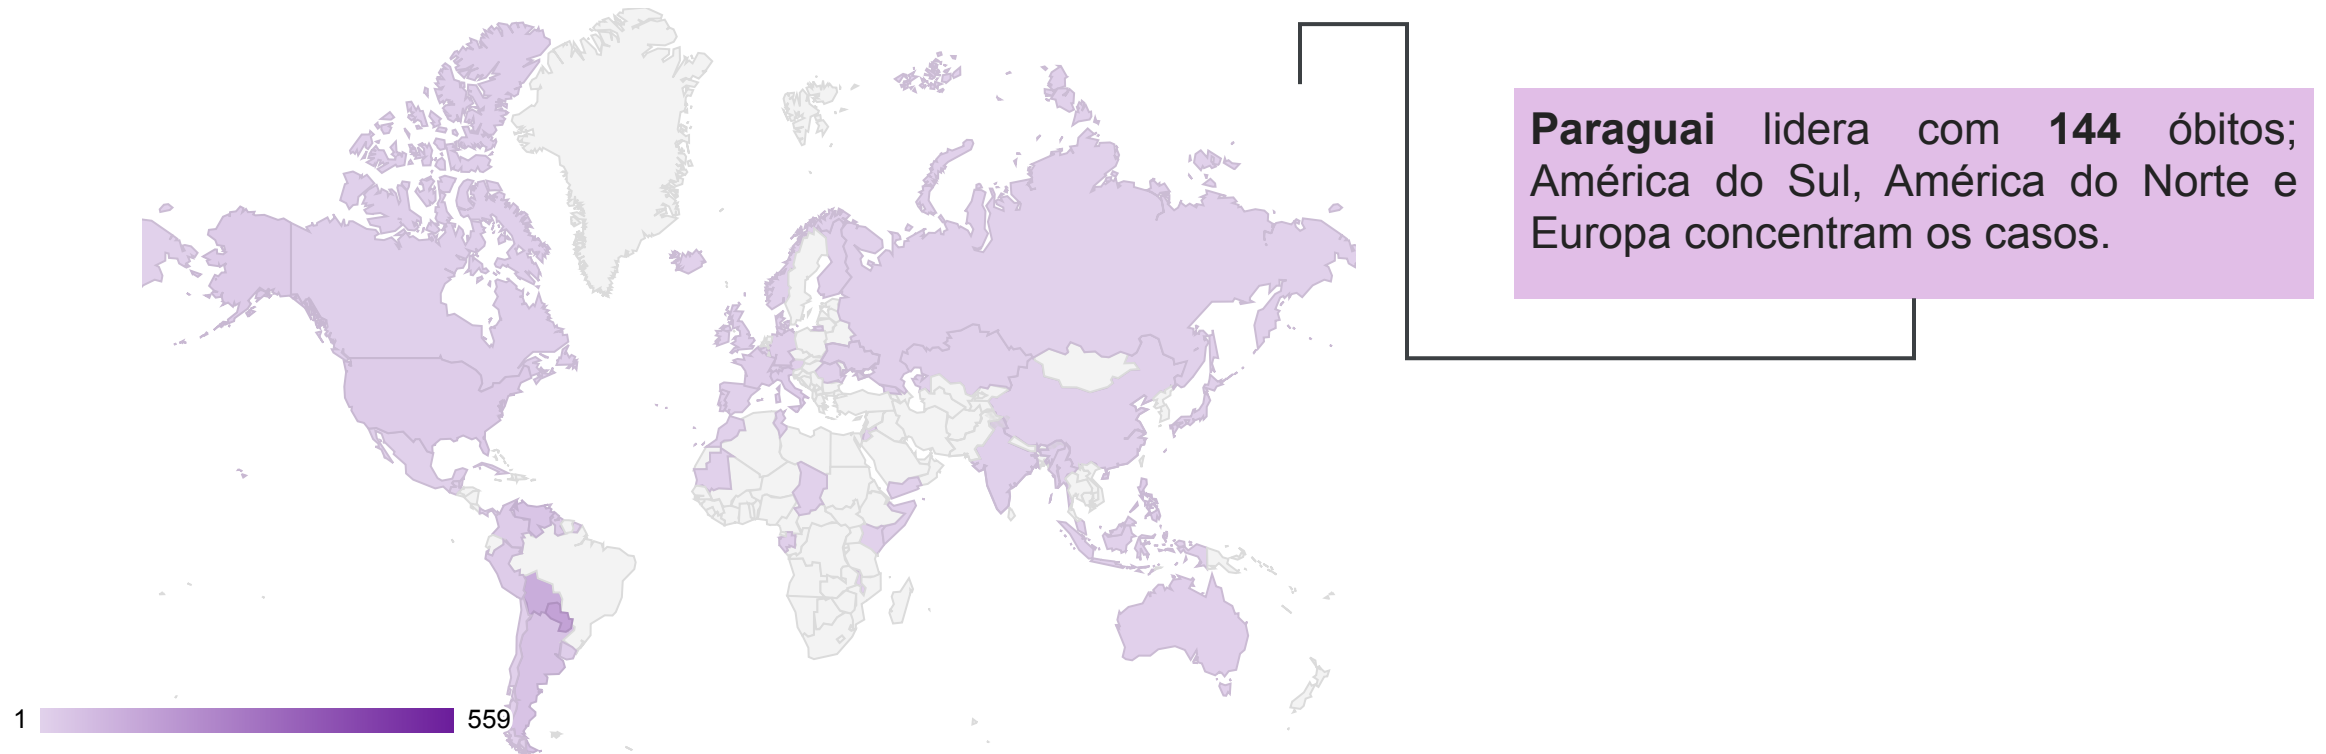 Paraguai lidera com 144 óbitos;
América do Sul, América do Norte e
Europa concentram os casos.
1
559